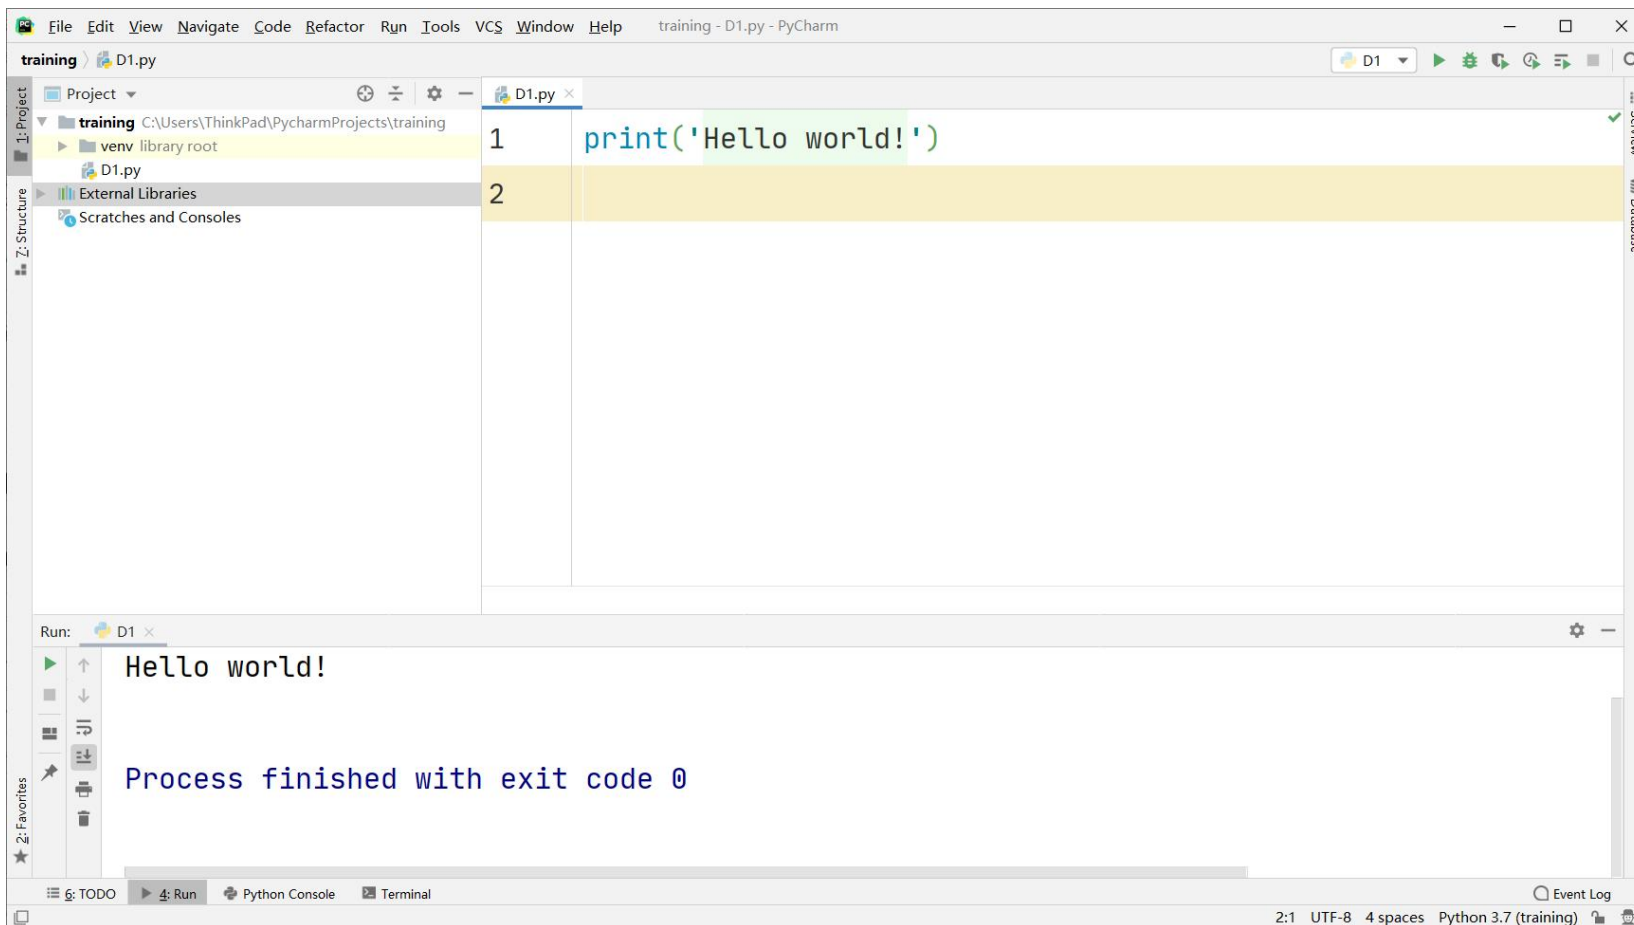 File Edit View Navigate Code Refactor Run Tools VCS Window Help training - D1.py - PyCharm
training D1.py
D1
1: Project
Project
D1.py
training C:\Users\ThinkPad\PycharmProjects\training
venv library root
D1.py
External Libraries
Scratches and Consoles
1 print('Hello world!')
2
Z: Structure
Run: D1
Hello world!
Process finished with exit code 0
2: Favorites
6: TODO 4: Run Python Console Terminal Event Log
2:1 UTF-8 4 spaces Python 3.7 (training)